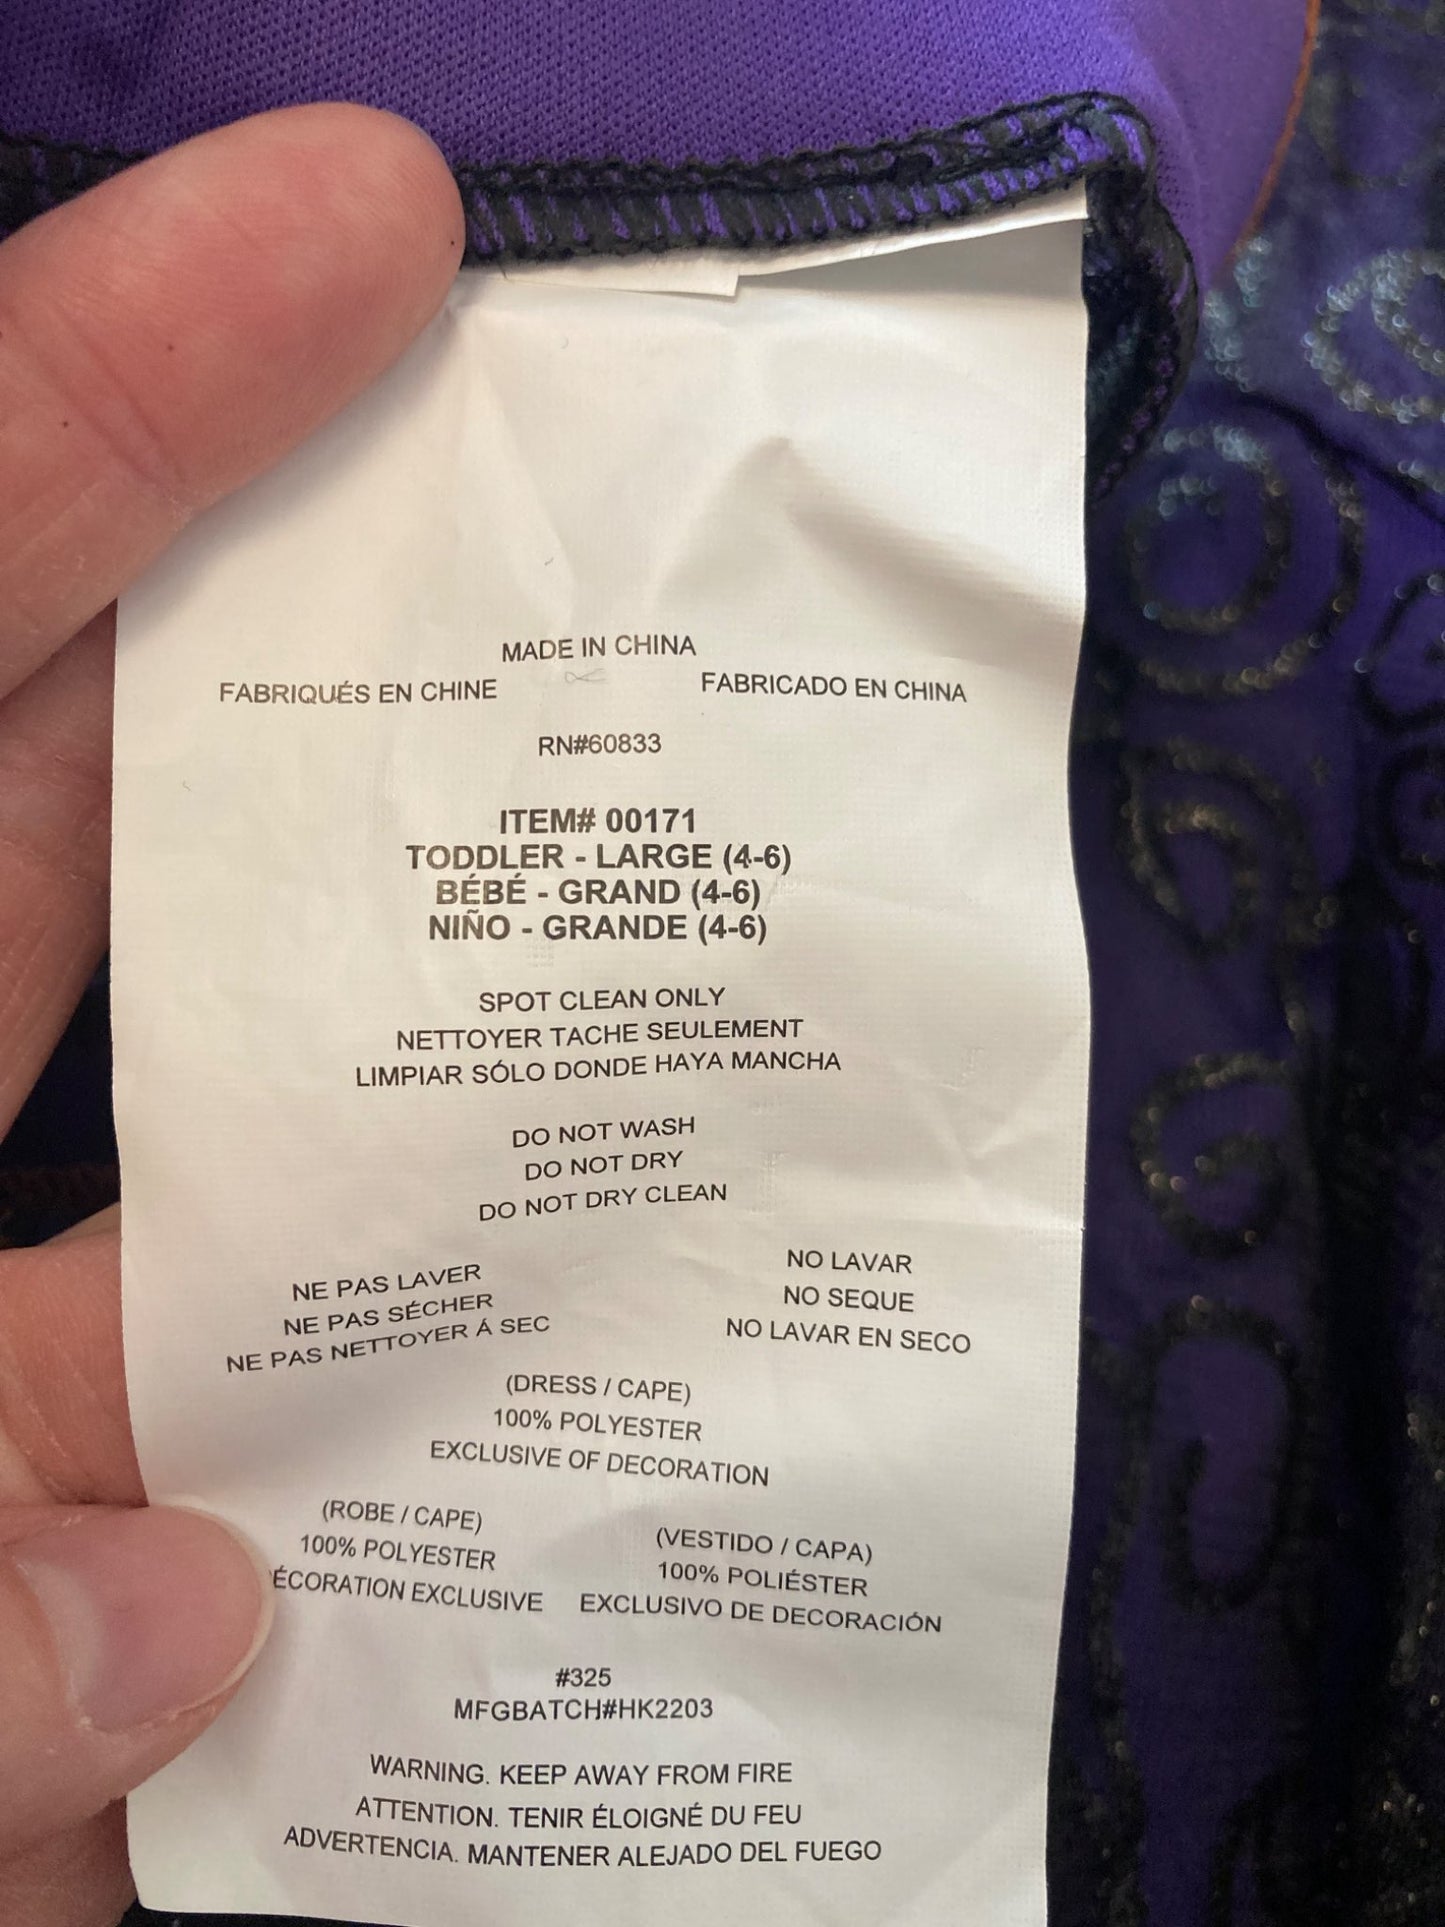 MADE IN CHINA
FABRIQUÉS EN CHINE FABRICADO EN CHINA
RN#60833
ITEM# 00171
TODDLER - LARGE (4-6)
BÉBÉ - GRAND (4-6)
NIÑO - GRANDE (4-6)
SPOT CLEAN ONLY
NETTOYER TACHE SEULEMENT
LIMPIAR SÓLO DONDE HAYA MANCHA
DO NOT WASH
DO NOT DRY
DO NOT DRY CLEAN
NE PAS LAVER
NE PAS SÉCHER
NE PAS NETTOYER Á SEC
NO LAVAR
NO SEQUE
NO LAVAR EN SECO
(DRESS / CAPE)
100% POLYESTER
EXCLUSIVE OF DECORATION
(ROBE / CAPE)
100% POLYESTER
ÉCORATION EXCLUSIVE
(VESTIDO / CAPA)
100% POLIÉSTER
EXCLUSIVO DE DECORACIÓN
#325
MFGBATCH#HK2203
WARNING. KEEP AWAY FROM FIRE
ATTENTION. TENIR ÉLOIGNÉ DU FEU
ADVERTENCIA. MANTENER ALEJADO DEL FUEGO